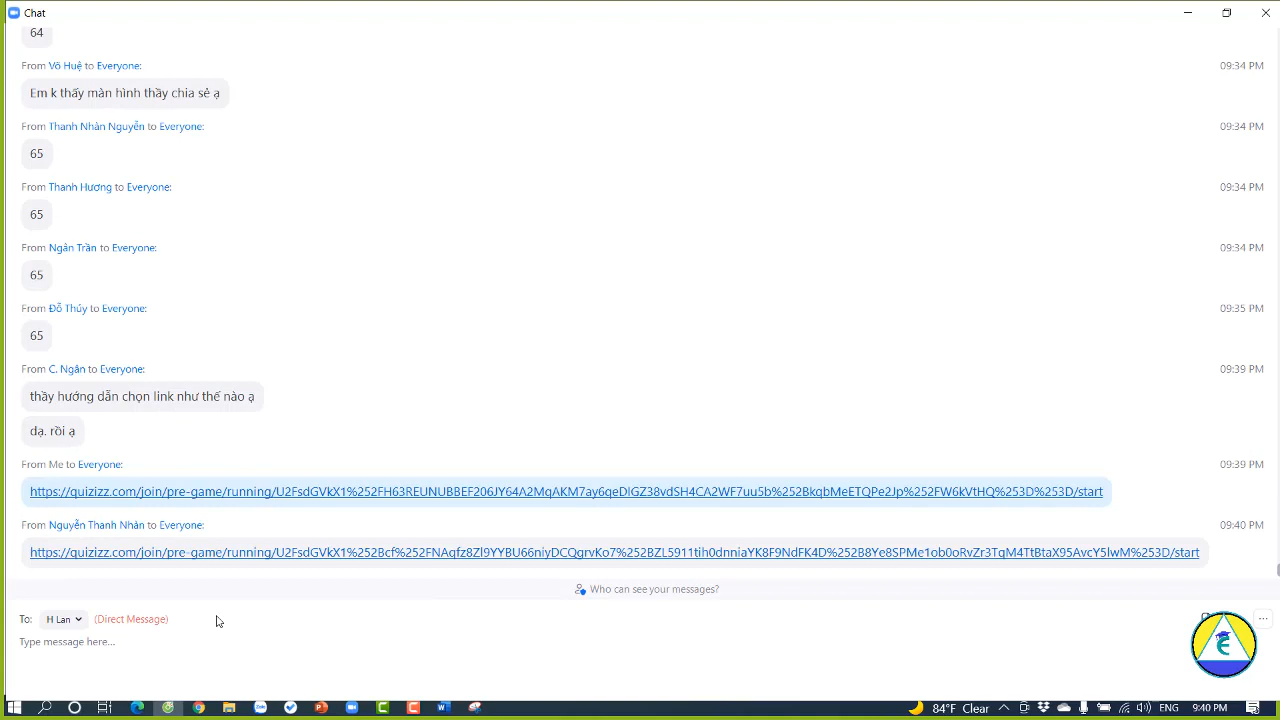 Chat
64
From Võ Huệ to Everyone: 09:34 PM
Em k thấy màn hình thầy chia sẻ ạ
From Thanh Nhàn Nguyễn to Everyone: 09:34 PM
65
From Thanh Hương to Everyone: 09:34 PM
65
From Ngân Trần to Everyone: 09:34 PM
65
From Đỗ Thúy to Everyone: 09:35 PM
65
From C. Ngân to Everyone: 09:39 PM
thầy hướng dẫn chọn link như thế nào ạ
dạ. rồi ạ
From Me to Everyone: 09:39 PM
https://quizizz.com/join/pre-game/running/U2FsdGVkX1%252FH63REUNUBBEF206JY64A2MqAKM7ay6qeDlGZ38vdSH4CA2WF7uu5b%252BkqbMeETQPe2Jp%252FW6kVtHQ%253D%253D/start
From Nguyễn Thanh Nhàn to Everyone: 09:40 PM
https://quizizz.com/join/pre-game/running/U2FsdGVkX1%252Bcf%252FNAqfz8Zl9YYBU66niyDCQgrvKo7%252BZL5911tih0dnniaYK8F9NdFK4D%252B8Ye8SPMe1ob0oRvZr3TqM4TtBtaX95AvcY5lwM%253D/start
Who can see your messages?
To: H Lan (Direct Message)
Type message here...
84°F Clear ENG 9:40 PM